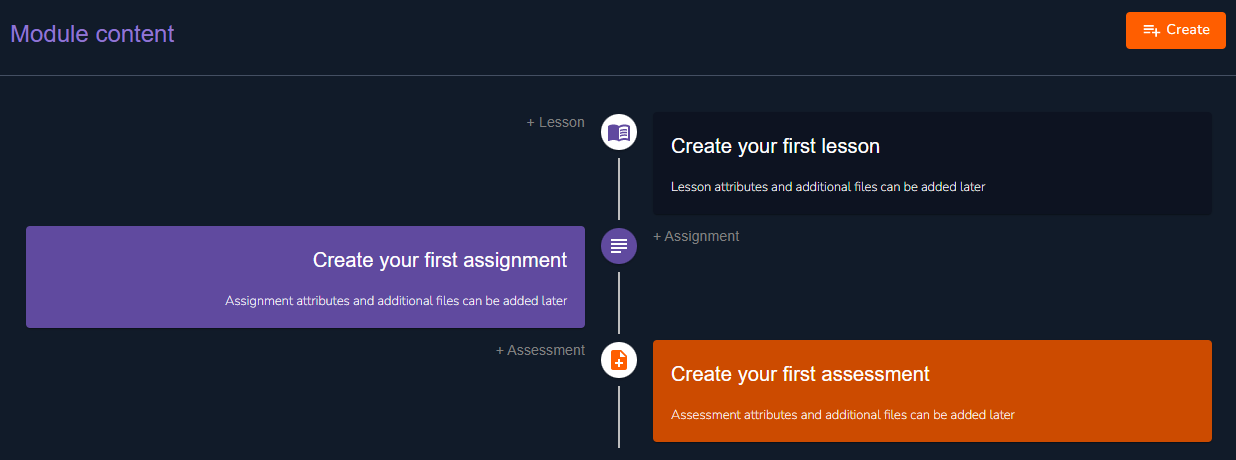 Module content
Create
+ Lesson
Create your first lesson
Lesson attributes and additional files can be added later
+ Assignment
Create your first assignment
Assignment attributes and additional files can be added later
+ Assessment
Create your first assessment
Assessment attributes and additional files can be added later